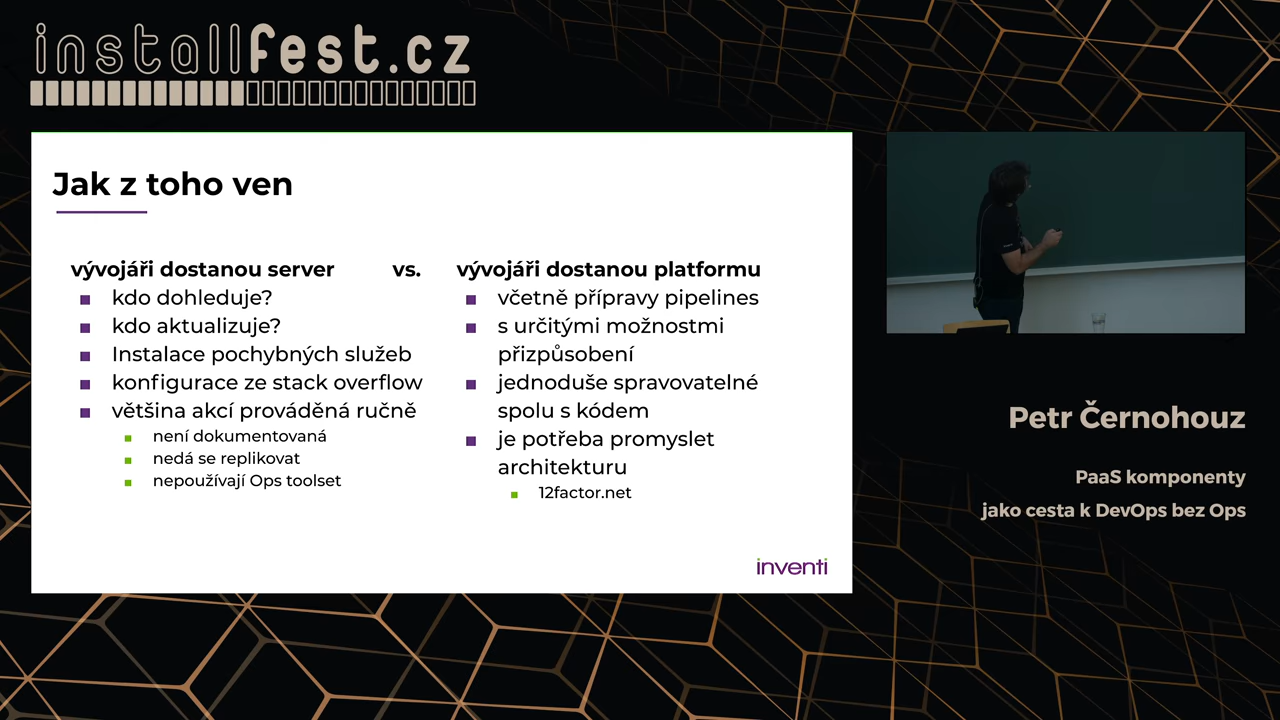 installfest.cz
Jak z toho ven
vývojáři dostanou server vs. vývojáři dostanou platformu
kdo dohleduje?
kdo aktualizuje?
Instalace pochybných služeb
konfigurace ze stack overflow
většina akcí prováděná ručně
není dokumentovaná
nedá se replikovat
nepoužívají Ops toolset
včetně přípravy pipelines
s určitými možnostmi
přizpůsobení
jednoduše spravovatelné
spolu s kódem
je potřeba promyslet
architekturu
12factor.net
inventi
Petr Černohouz
PaaS komponenty
jako cesta k DevOps bez Ops